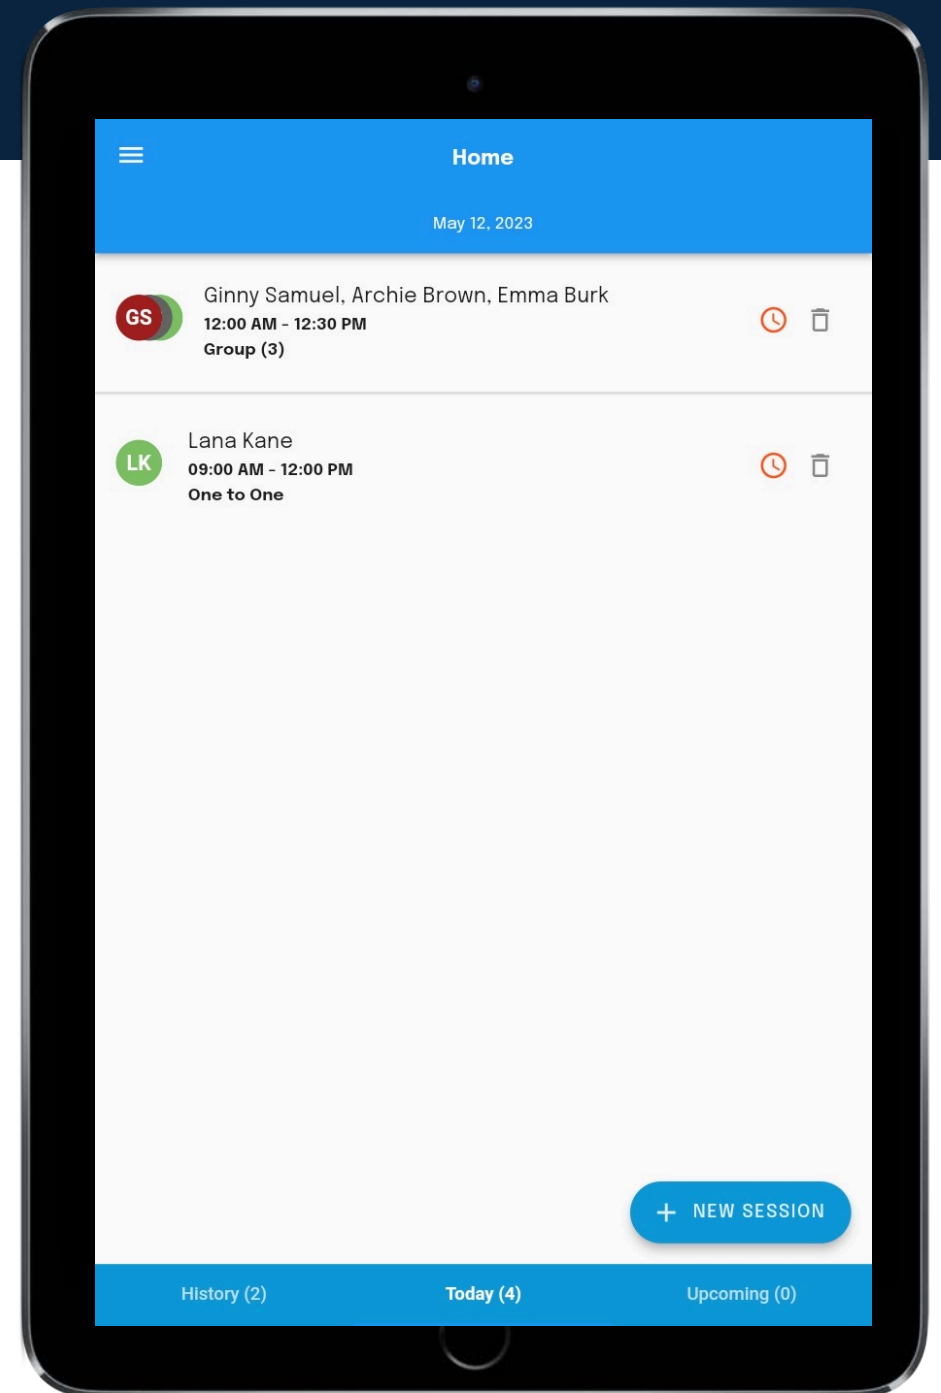 Home
May 12, 2023
GS
Ginny Samuel, Archie Brown, Emma Burk
12:00 AM - 12:30 PM
Group (3)
LK
Lana Kane
09:00 AM - 12:00 PM
One to One
+ NEW SESSION
History (2)
Today (4)
Upcoming (0)